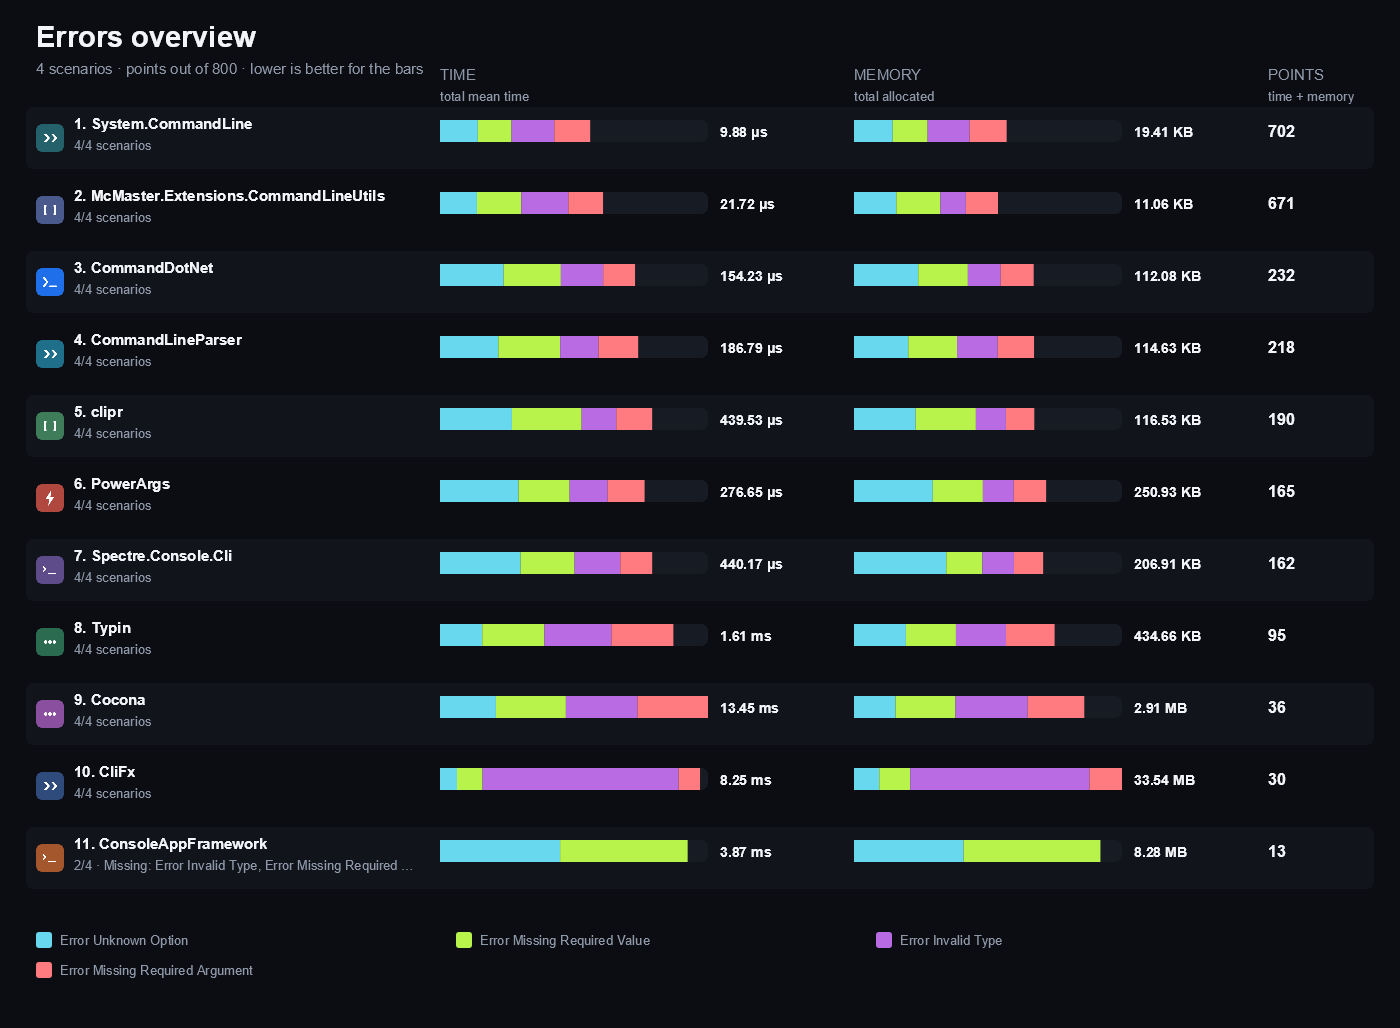 Errors overview
4 scenarios · points out of 800 · lower is better for the bars
TIME
total mean time
MEMORY
total allocated
POINTS
time + memory
1. System.CommandLine
4/4 scenarios
9.88 µs
19.41 KB
702
2. McMaster.Extensions.CommandLineUtils
4/4 scenarios
21.72 µs
11.06 KB
671
3. CommandDotNet
4/4 scenarios
154.23 µs
112.08 KB
232
4. CommandLineParser
4/4 scenarios
186.79 µs
114.63 KB
218
5. clipr
4/4 scenarios
439.53 µs
116.53 KB
190
6. PowerArgs
4/4 scenarios
276.65 µs
250.93 KB
165
7. Spectre.Console.Cli
4/4 scenarios
440.17 µs
206.91 KB
162
8. Typin
4/4 scenarios
1.61 ms
434.66 KB
95
9. Cocona
4/4 scenarios
13.45 ms
2.91 MB
36
10. CliFx
4/4 scenarios
8.25 ms
33.54 MB
30
11. ConsoleAppFramework
2/4 · Missing: Error Invalid Type, Error Missing Required ...
3.87 ms
8.28 MB
13
Error Unknown Option
Error Missing Required Value
Error Invalid Type
Error Missing Required Argument